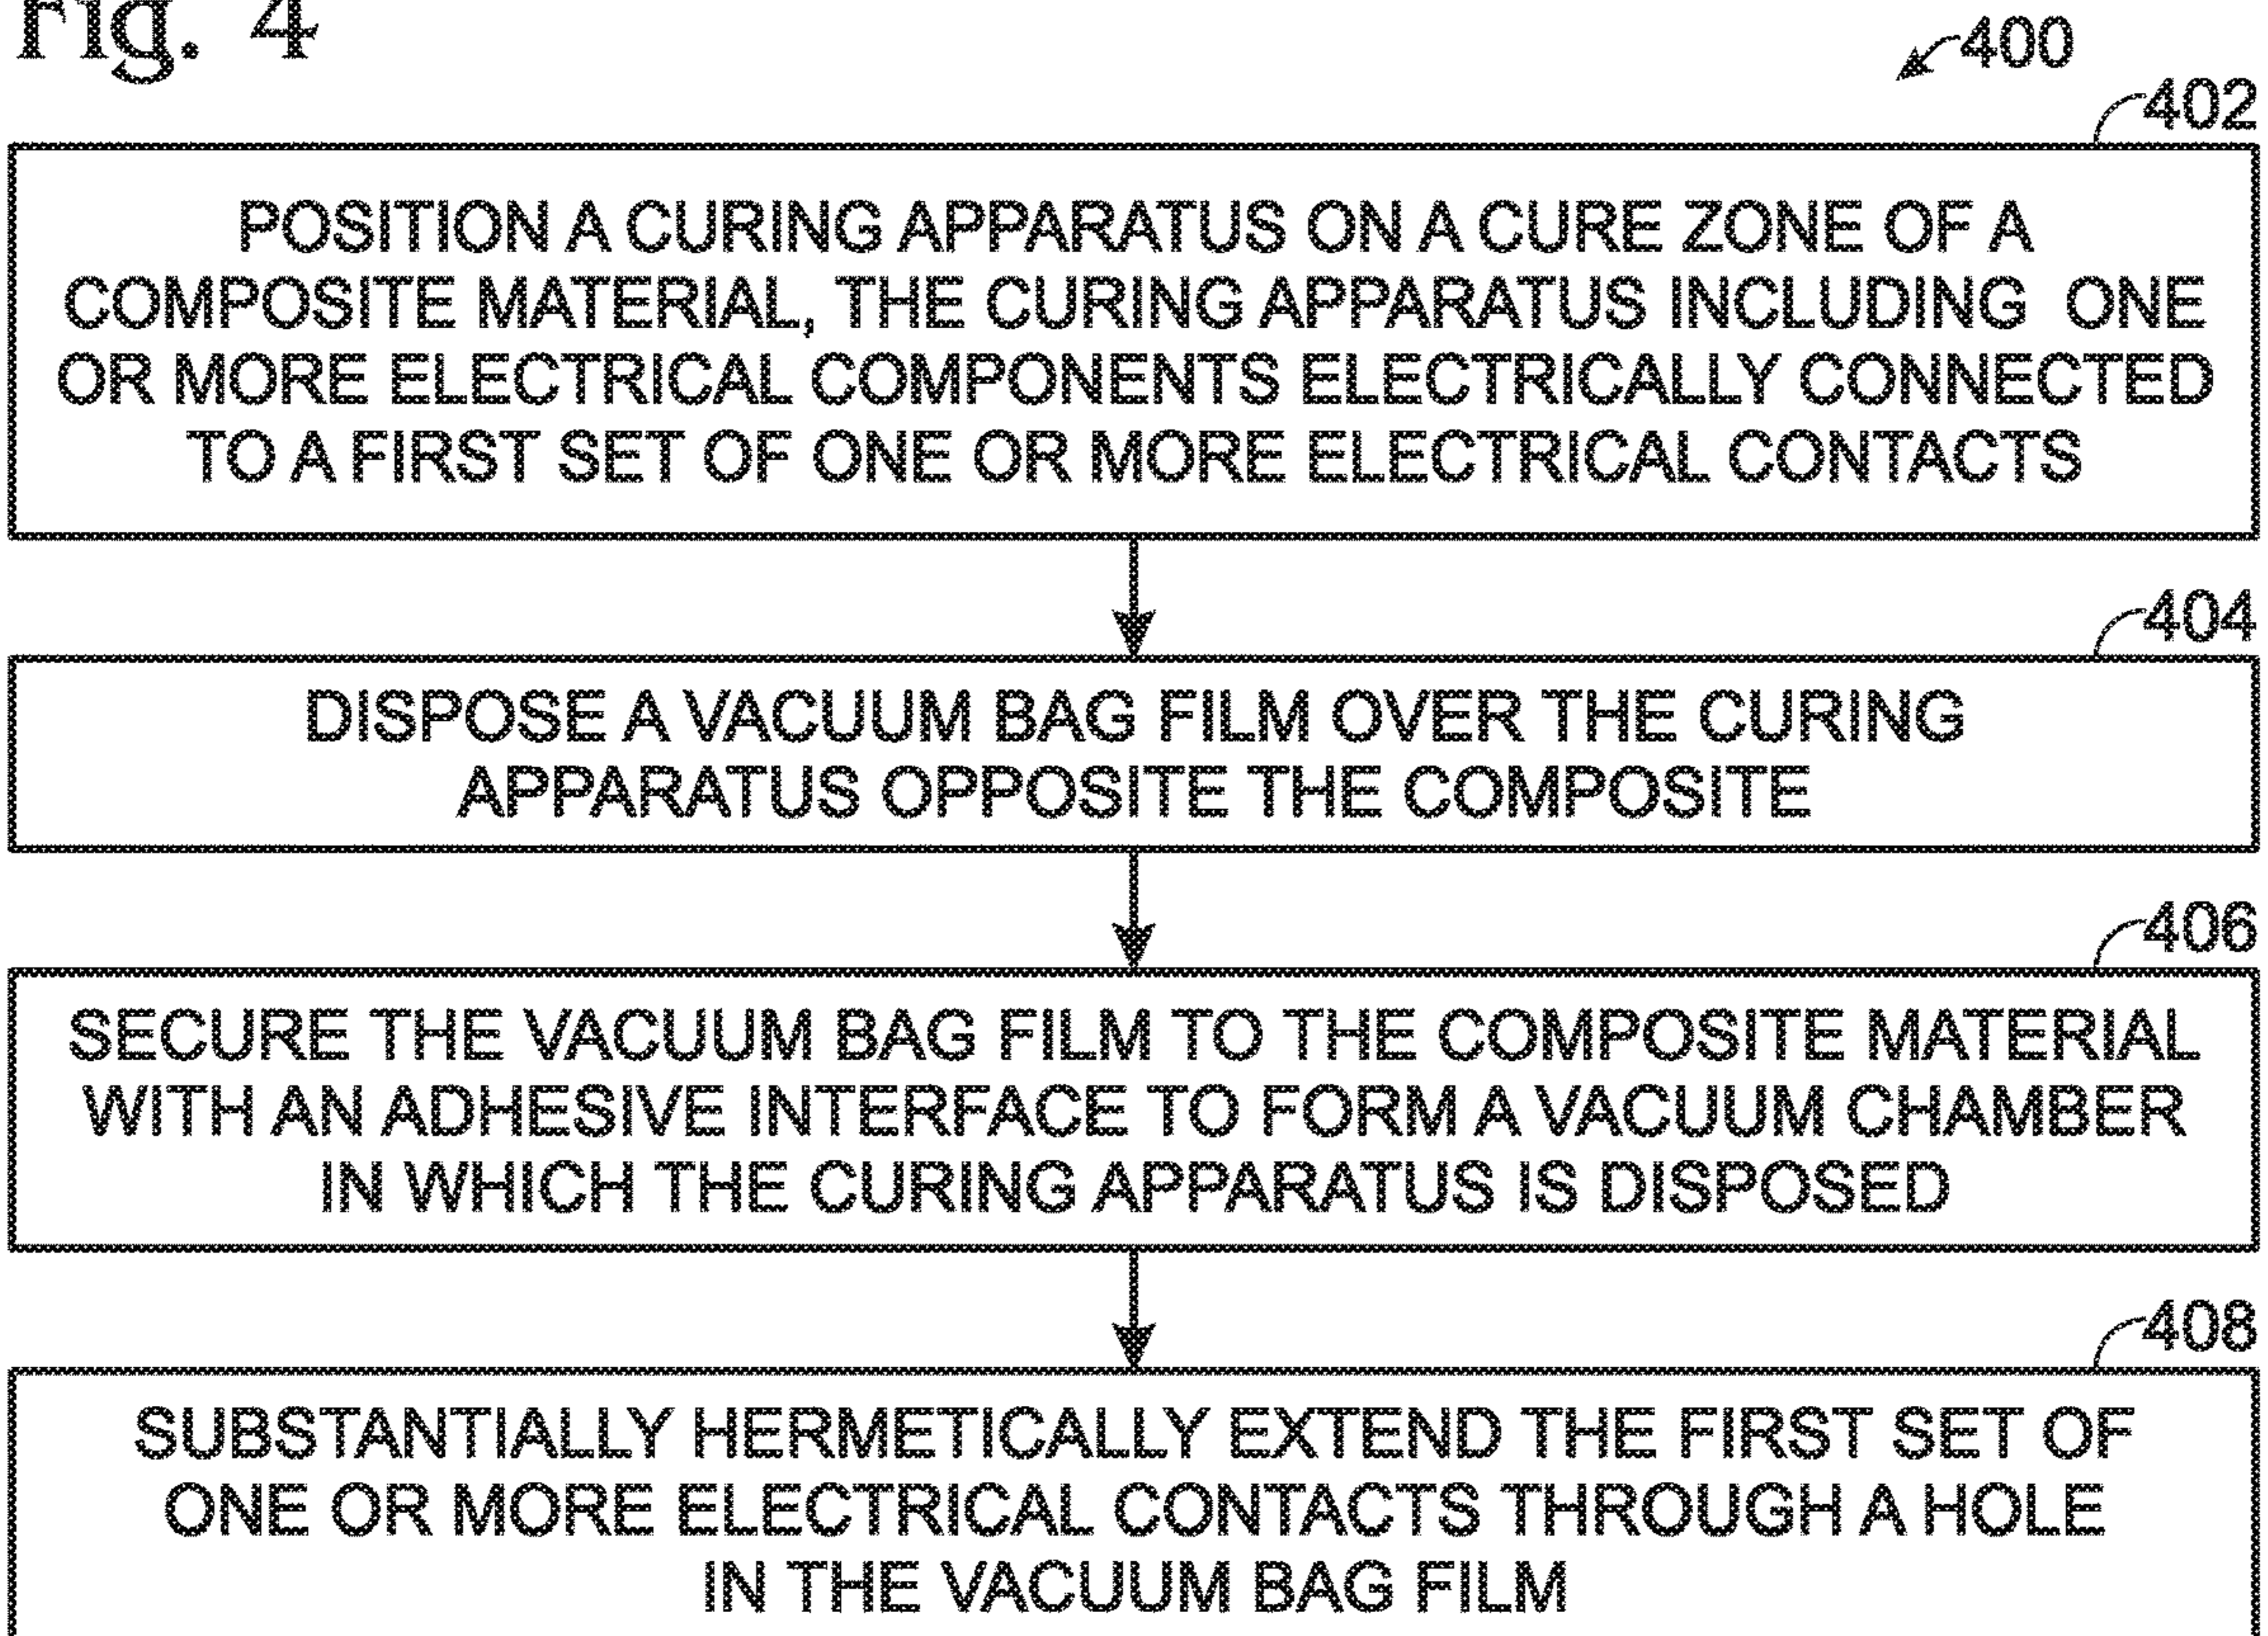 Fig. 4
400
402
POSITION A CURING APPARATUS ON A CURE ZONE OF A
COMPOSITE MATERIAL, THE CURING APPARATUS INCLUDING ONE
OR MORE ELECTRICAL COMPONENTS ELECTRICALLY CONNECTED
TO A FIRST SET OF ONE OR MORE ELECTRICAL CONTACTS
404
DISPOSE A VACUUM BAG FILM OVER THE CURING
APPARATUS OPPOSITE THE COMPOSITE
406
SECURE THE VACUUM BAG FILM TO THE COMPOSITE MATERIAL
WITH AN ADHESIVE INTERFACE TO FORM A VACUUM CHAMBER
IN WHICH THE CURING APPARATUS IS DISPOSED
408
SUBSTANTIALLY HERMETICALLY EXTEND THE FIRST SET OF
ONE OR MORE ELECTRICAL CONTACTS THROUGH A HOLE
IN THE VACUUM BAG FILM